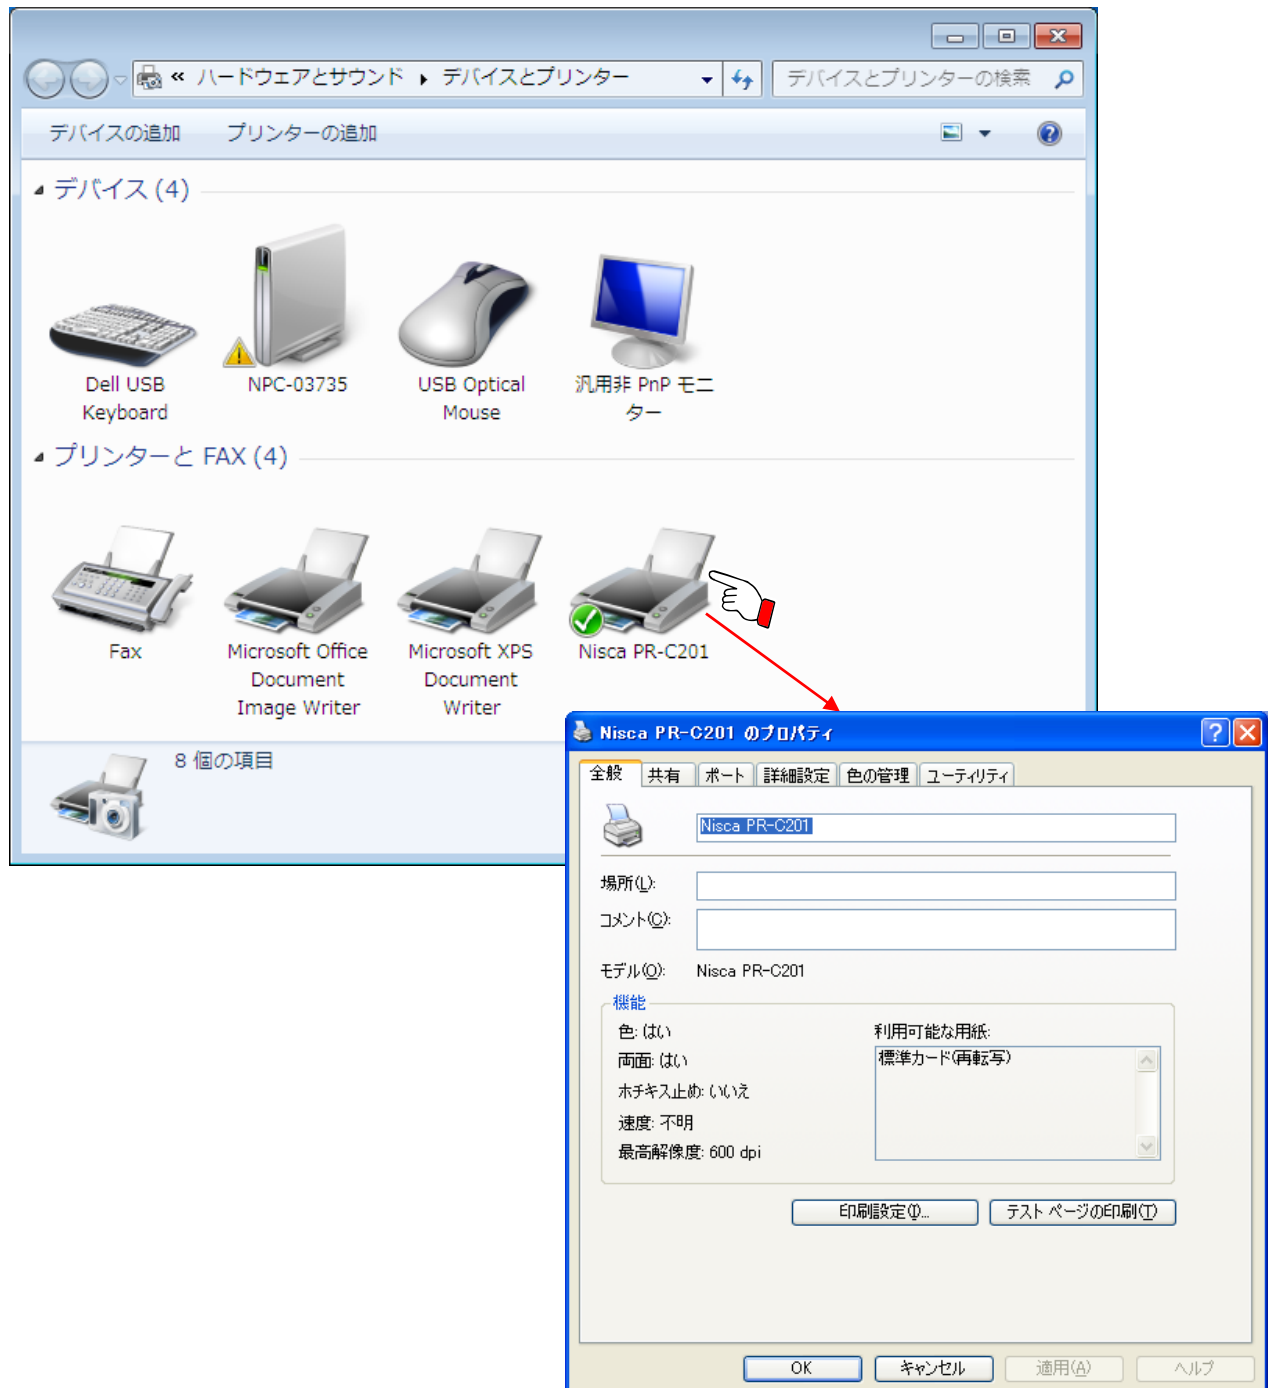 « ハードウェアとサウンド ▸ デバイスとプリンター
デバイスとプリンターの検索
デバイスの追加 プリンターの追加
デバイス (4)
Dell USB
Keyboard
NPC-03735
USB Optical
Mouse
汎用非 PnP モニ
ター
プリンターと FAX (4)
Fax
Microsoft Office
Document
Image Writer
Microsoft XPS
Document
Writer
Nisca PR-C201
8 個の項目
Nisca PR-C201 のプロパティ
全般 共有 ポート 詳細設定 色の管理 ユーティリティ
Nisca PR-C201
場所(L):
コメント(C):
モデル(O): Nisca PR-C201
機能
色: はい
両面: はい
ホチキス止め: いいえ
速度: 不明
最高解像度: 600 dpi
利用可能な用紙:
標準カード(再転写)
印刷設定(I)... テスト ページの印刷(T)
OK キャンセル 適用(A) ヘルプ